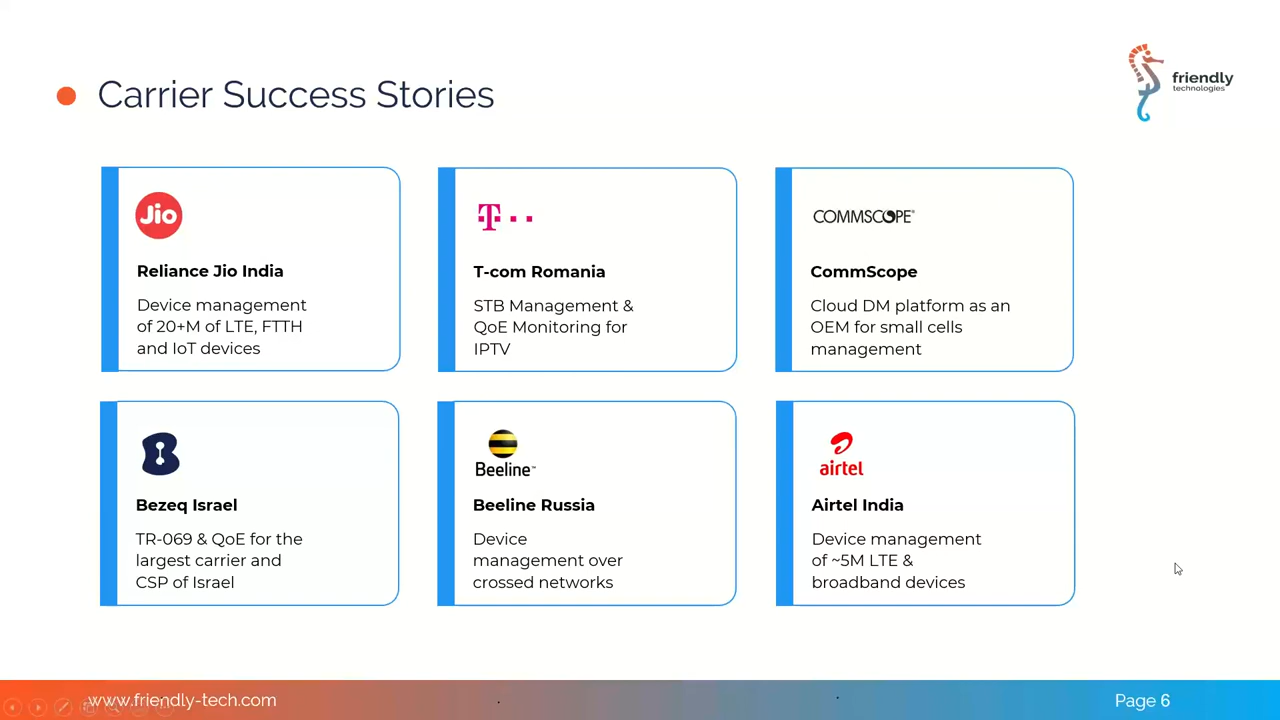 Carrier Success Stories
friendly
technologies
Jio
Reliance Jio India
Device management
of 20+M of LTE, FTTH
and IoT devices
T
T-com Romania
STB Management &
QoE Monitoring for
IPTV
COMMSCOPE®
CommScope
Cloud DM platform as an
OEM for small cells
management
B
Bezeq Israel
TR-069 & QoE for the
largest carrier and
CSP of Israel
Beeline™
Beeline Russia
Device
management over
crossed networks
airtel
Airtel India
Device management
of ~5M LTE &
broadband devices
www.friendly-tech.com
Page 6